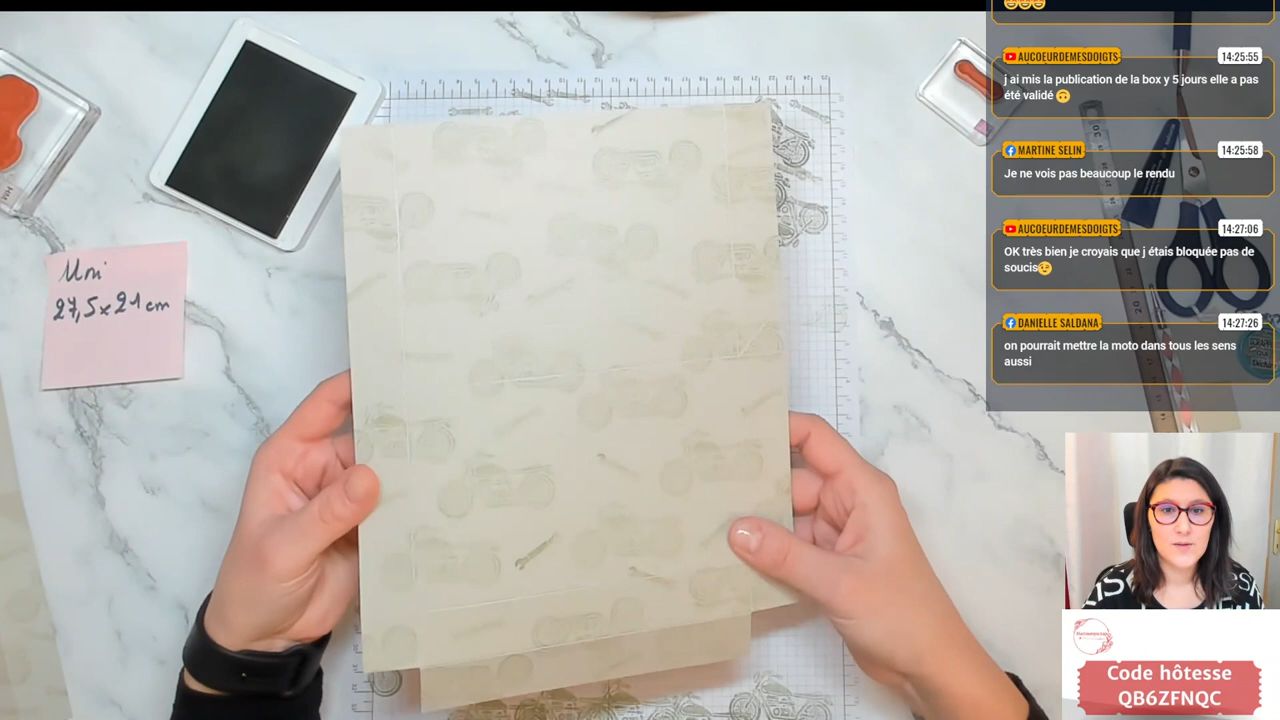 Uni
27,5x21 cm
AUCOEURDEMESDOIGTS
14:25:55
j ai mis la publication de la box y 5 jours elle a pas
été validé 🙃
MARTINE SELIN
14:25:58
Je ne vois pas beaucoup le rendu
AUCOEURDEMESDOIGTS
14:27:06
OK très bien je croyais que j étais bloquée pas de
soucis😉
DANIELLE SALDANA
14:27:26
on pourrait mettre la moto dans tous les sens
aussi
Code hôtesse
QB6ZFNQC